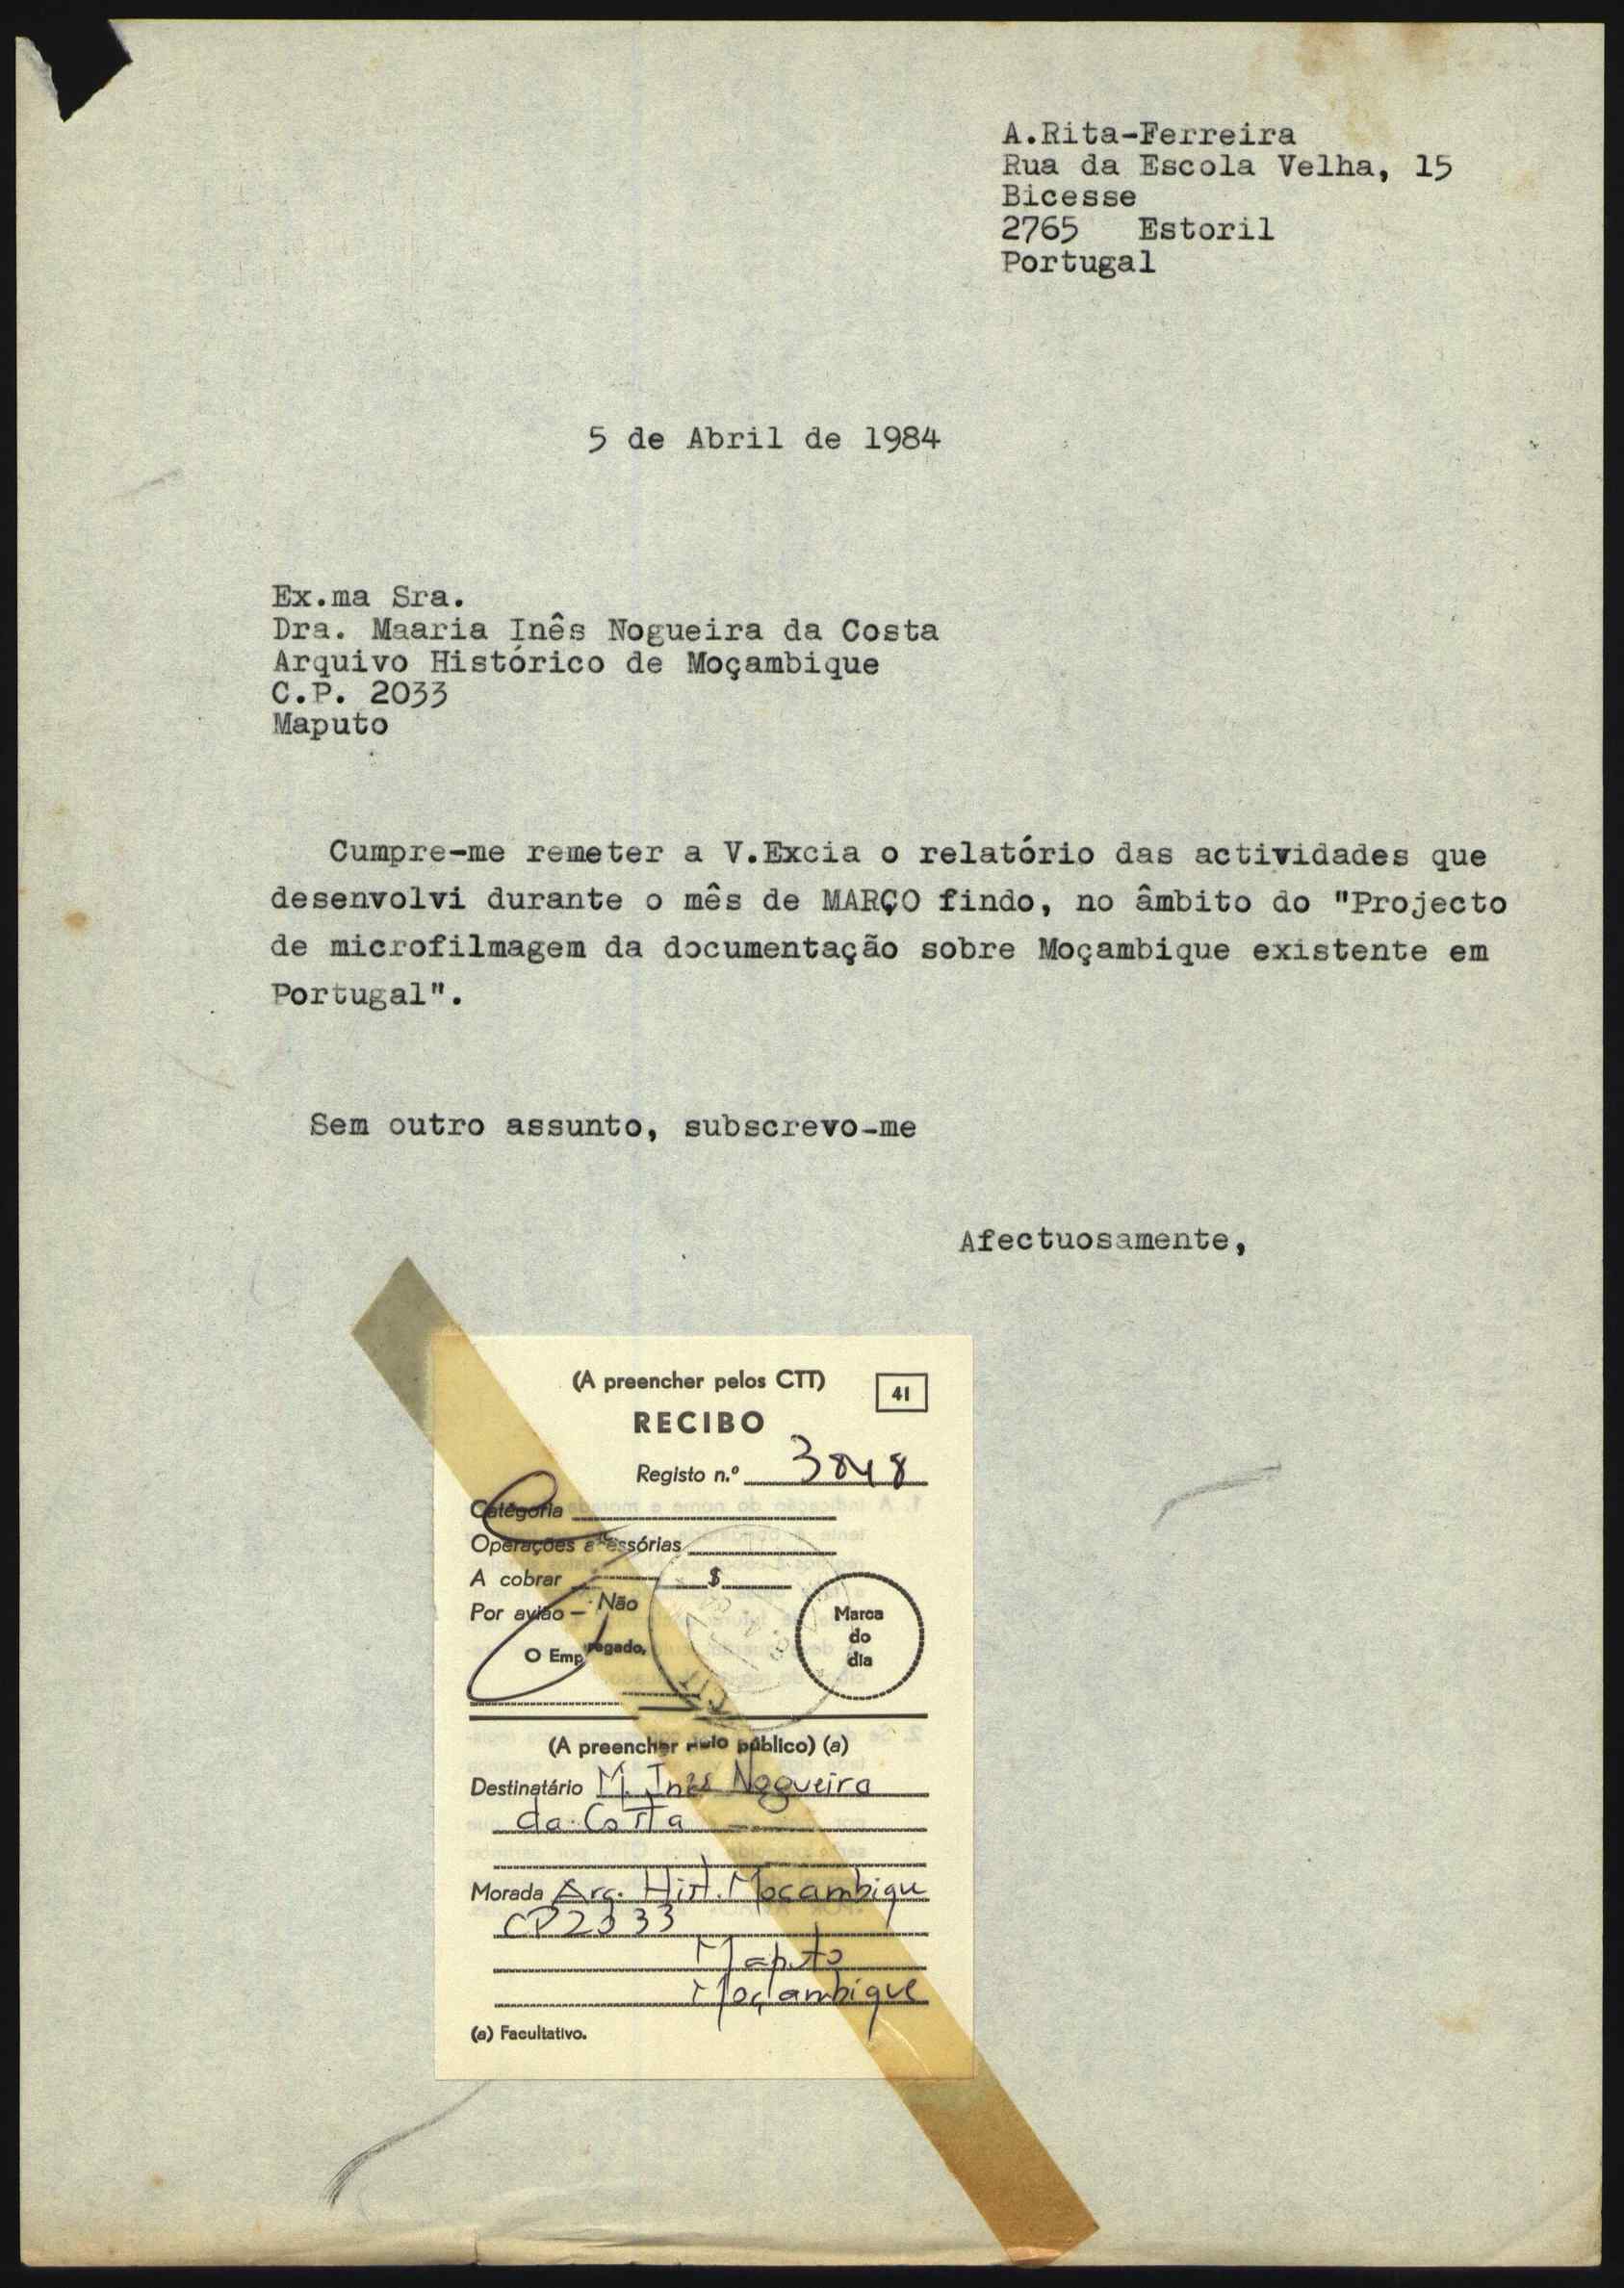 A.Rita-Ferreira
Rua da Escola Velha, 15
Bicesse
2765 Estoril
Portugal
5 de Abril de 1984
Ex.ma Sra.
Dra. Maaria Inês Nogueira da Costa
Arquivo Histórico de Moçambique
C.P. 2033
Maputo
Cumpre-me remeter a V.Excia o relatório das actividades que
desenvolvi durante o mês de MARÇO findo, no âmbito do "Projecto
de microfilmagem da documentação sobre Moçambique existente em
Portugal".
Sem outro assunto, subscrevo-me
Afectuosamente,
(A preencher pelos CTT)
41
RECIBO
Registo n.º 3848
Categoria
Operações acessórias
A cobrar $
Por avião — Não
O Empregado,
Marca
do
dia
CTT
(A preencher pelo público) (a)
Destinatário M. Inês Nogueira
da Costa
Morada Arq. Hist. Moçambique
CP2033
Maputo
Moçambique
(a) Facultativo.